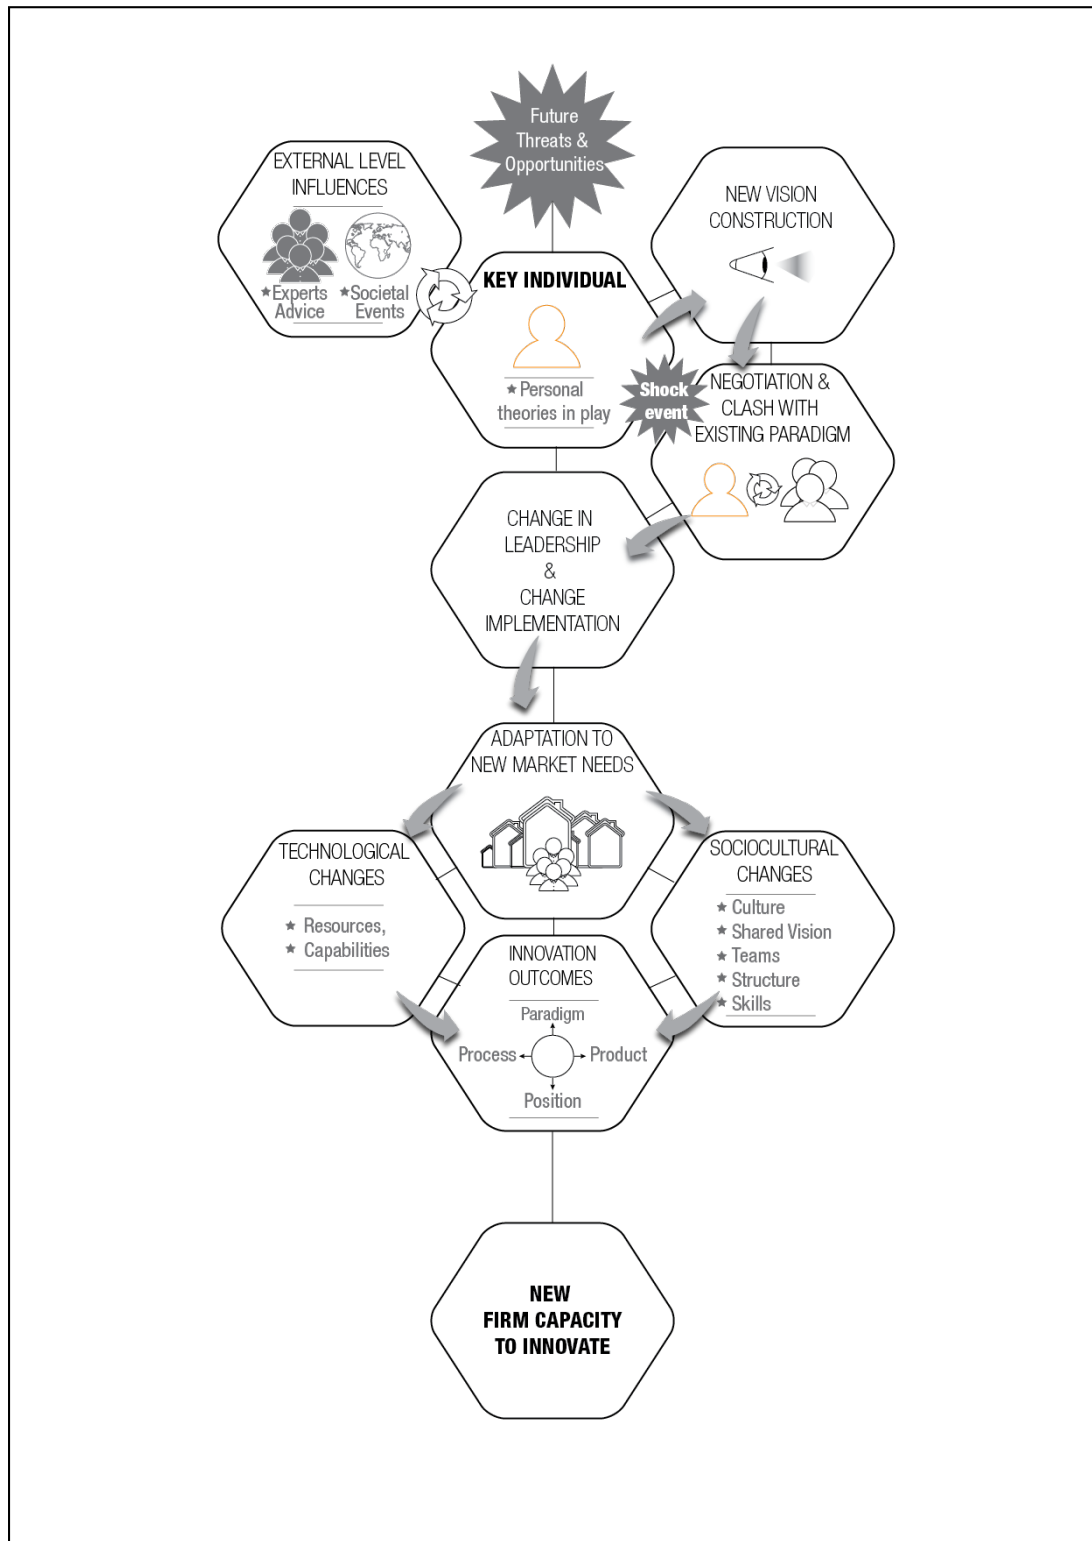 Future
Threats &
Opportunities
EXTERNAL LEVEL
INFLUENCES
Experts
Advice
Societal
Events
KEY INDIVIDUAL
Personal
theories in play
NEW VISION
CONSTRUCTION
Shock
event
NEGOTIATION &
CLASH WITH
EXISTING PARADIGM
CHANGE IN
LEADERSHIP
&
CHANGE
IMPLEMENTATION
ADAPTATION TO
NEW MARKET NEEDS
TECHNOLOGICAL
CHANGES
Resources,
Capabilities
SOCIOCULTURAL
CHANGES
Culture
Shared Vision
Teams
Structure
Skills
INNOVATION
OUTCOMES
Paradigm
Process
Product
Position
NEW
FIRM CAPACITY
TO INNOVATE